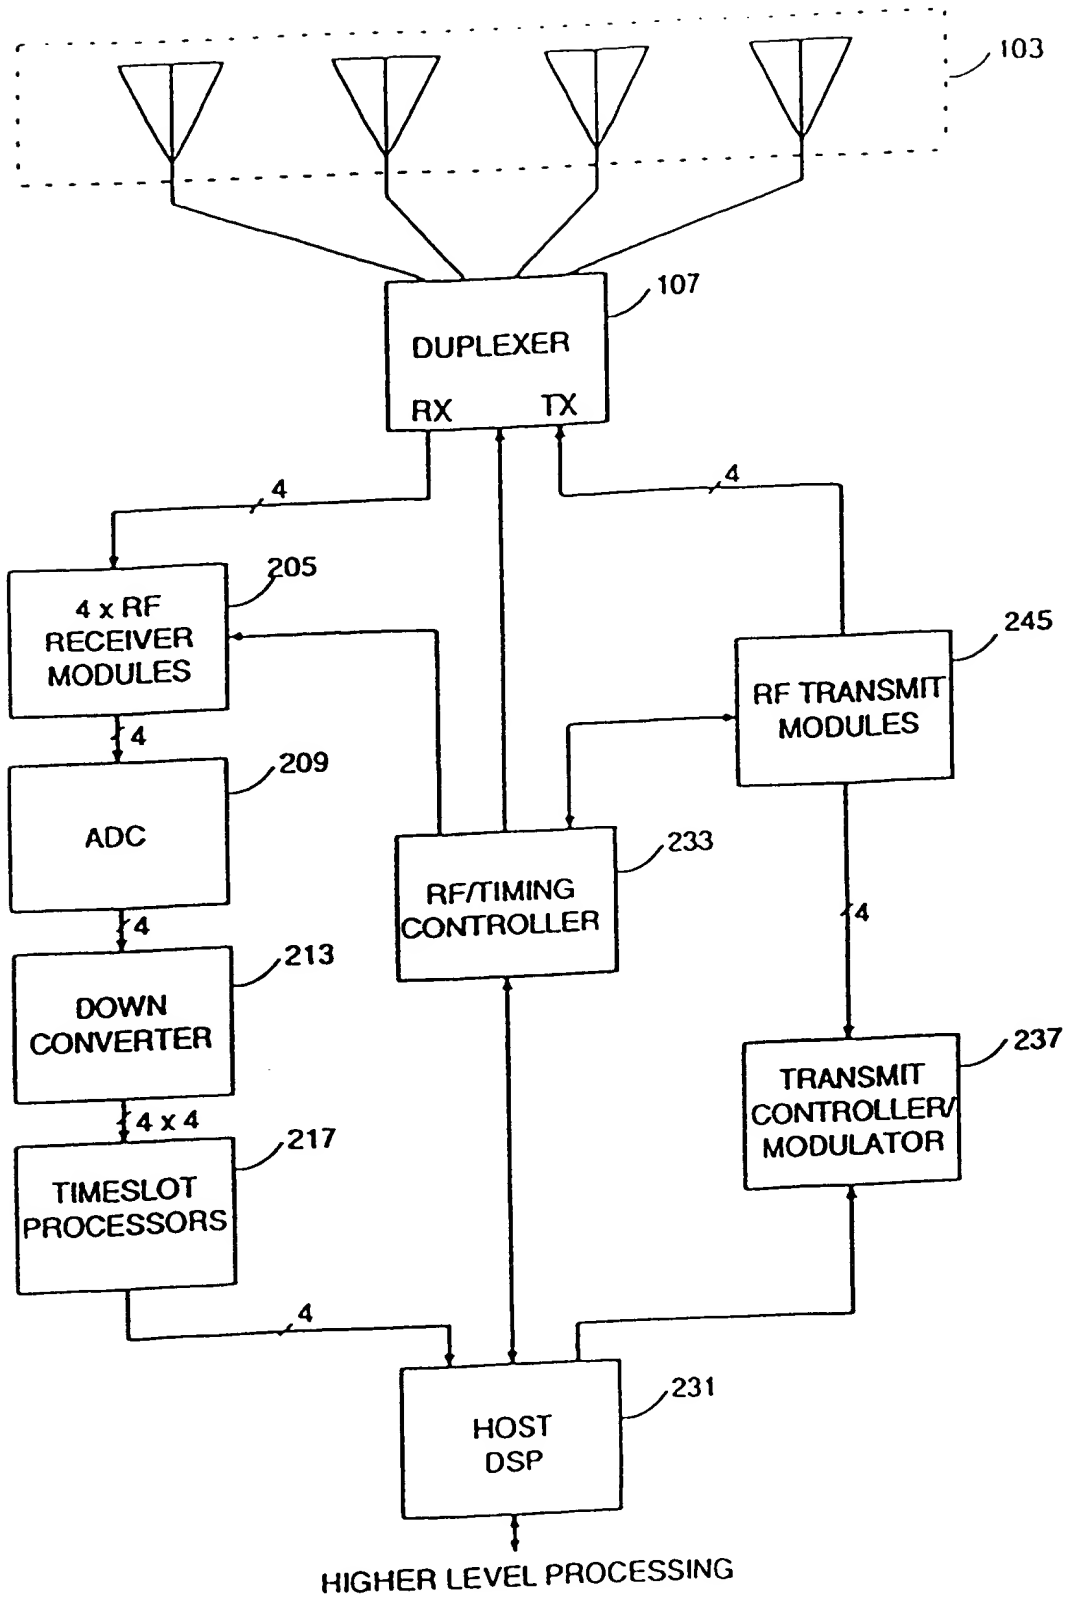 103
107
DUPLEXER
RX
TX
4
4
205
4 x RF
RECEIVER
MODULES
245
RF TRANSMIT
MODULES
4
209
ADC
233
RF/TIMING
CONTROLLER
4
4
213
DOWN
CONVERTER
237
TRANSMIT
CONTROLLER/
MODULATOR
4 x 4
217
TIMESLOT
PROCESSORS
4
231
HOST
DSP
HIGHER LEVEL PROCESSING